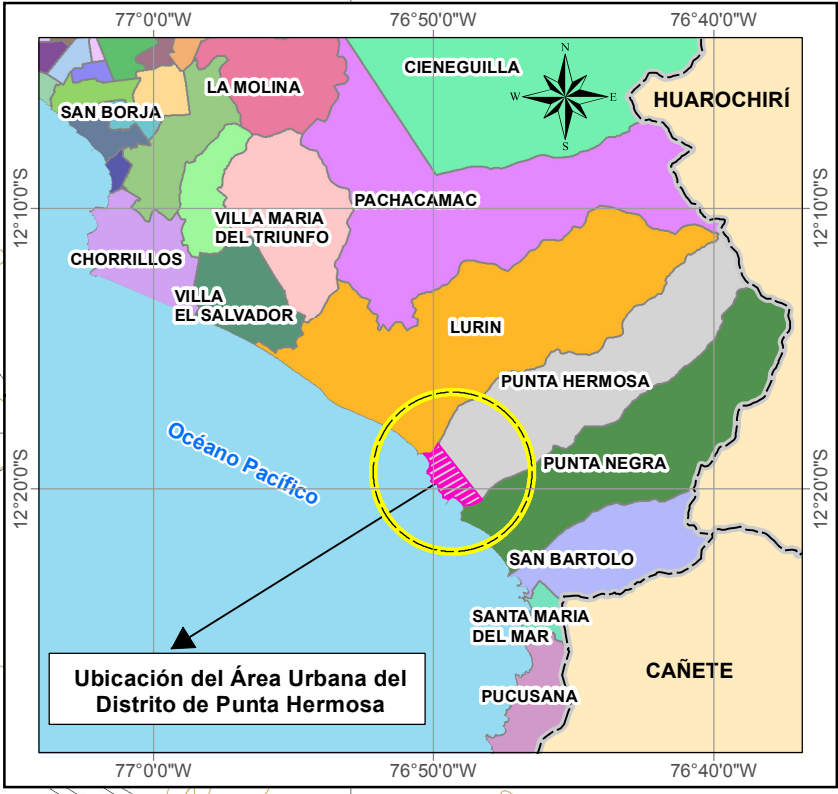 77°0'0"W
76°50'0"W
76°40'0"W
CIENEGUILLA
N
W
E
S
LA MOLINA
HUAROCHIRÍ
SAN BORJA
PACHACAMAC
12°10'0"S
12°10'0"S
VILLA MARIA
DEL TRIUNFO
CHORRILLOS
VILLA
EL SALVADOR
LURIN
PUNTA HERMOSA
Océano Pacífico
PUNTA NEGRA
12°20'0"S
12°20'0"S
SAN BARTOLO
SANTA MARIA
DEL MAR
CAÑETE
Ubicación del Área Urbana del
Distrito de Punta Hermosa
PUCUSANA
77°0'0"W
76°50'0"W
76°40'0"W